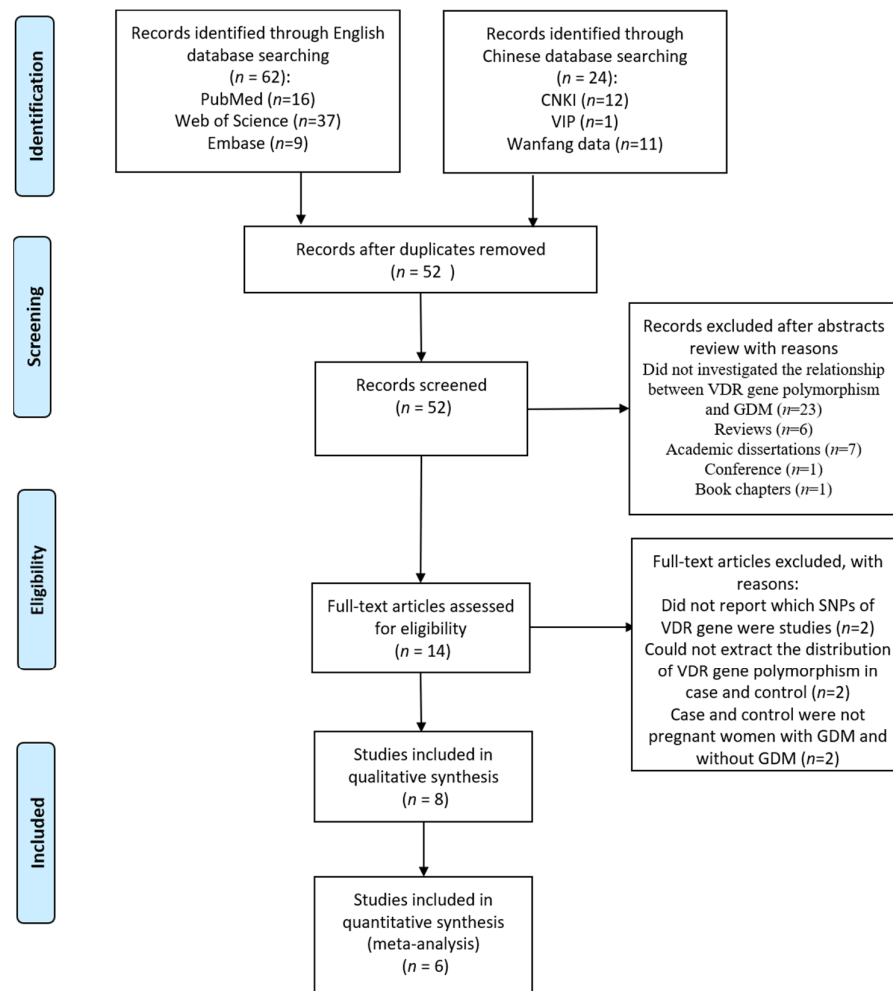 Identification
Records identified through English
database searching
(n = 62):
PubMed (n=16)
Web of Science (n=37)
Embase (n=9)
Records identified through
Chinese database searching
(n = 24):
CNKI (n=12)
VIP (n=1)
Wanfang data (n=11)
Screening
Records after duplicates removed
(n = 52 )
Records screened
(n = 52)
Records excluded after abstracts
review with reasons
Did not investigated the relationship
between VDR gene polymorphism
and GDM (n=23)
Reviews (n=6)
Academic dissertations (n=7)
Conference (n=1)
Book chapters (n=1)
Eligibility
Full-text articles assessed
for eligibility
(n = 14)
Full-text articles excluded, with
reasons:
Did not report which SNPs of
VDR gene were studies (n=2)
Could not extract the distribution
of VDR gene polymorphism in
case and control (n=2)
Case and control were not
pregnant women with GDM and
without GDM (n=2)
Included
Studies included in
qualitative synthesis
(n = 8)
Studies included in
quantitative synthesis
(meta-analysis)
(n = 6)